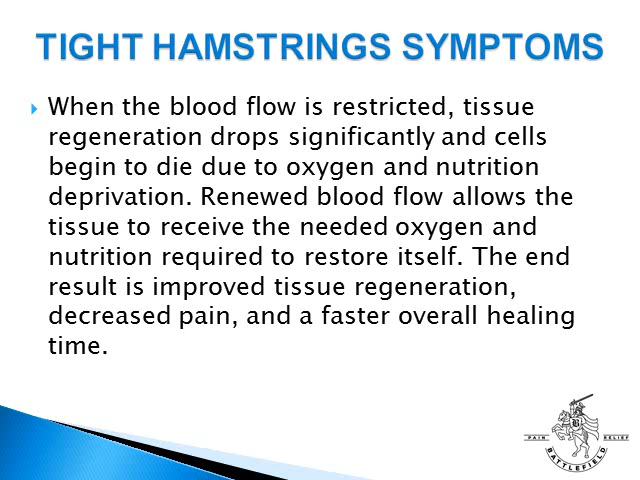 TIGHT HAMSTRINGS SYMPTOMS
When the blood flow is restricted, tissue
regeneration drops significantly and cells
begin to die due to oxygen and nutrition
deprivation. Renewed blood flow allows the
tissue to receive the needed oxygen and
nutrition required to restore itself. The end
result is improved tissue regeneration,
decreased pain, and a faster overall healing
time.
B
PAIN RELIEF
BATTLEFIELD